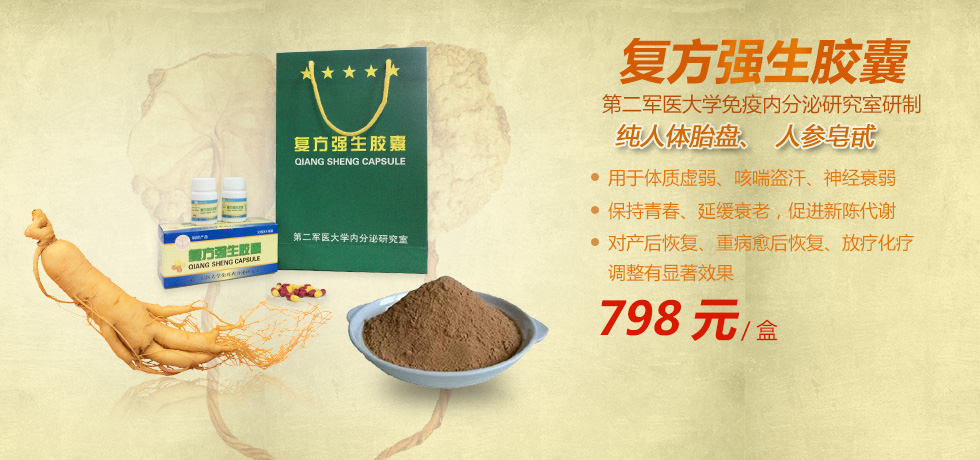 复方强生胶囊
第二军医大学免疫内分泌研究室研制
纯人体胎盘、 人参皂甙
用于体质虚弱、咳喘盗汗、神经衰弱
保持青春、延缓衰老，促进新陈代谢
对产后恢复、重病愈后恢复、放疗化疗
调整有显著效果
798 元 / 盒
复方强生胶囊
QIANG SHENG CAPSULE
第二军医大学内分泌研究室
复方强生胶囊
QIANG SHENG CAPSULE